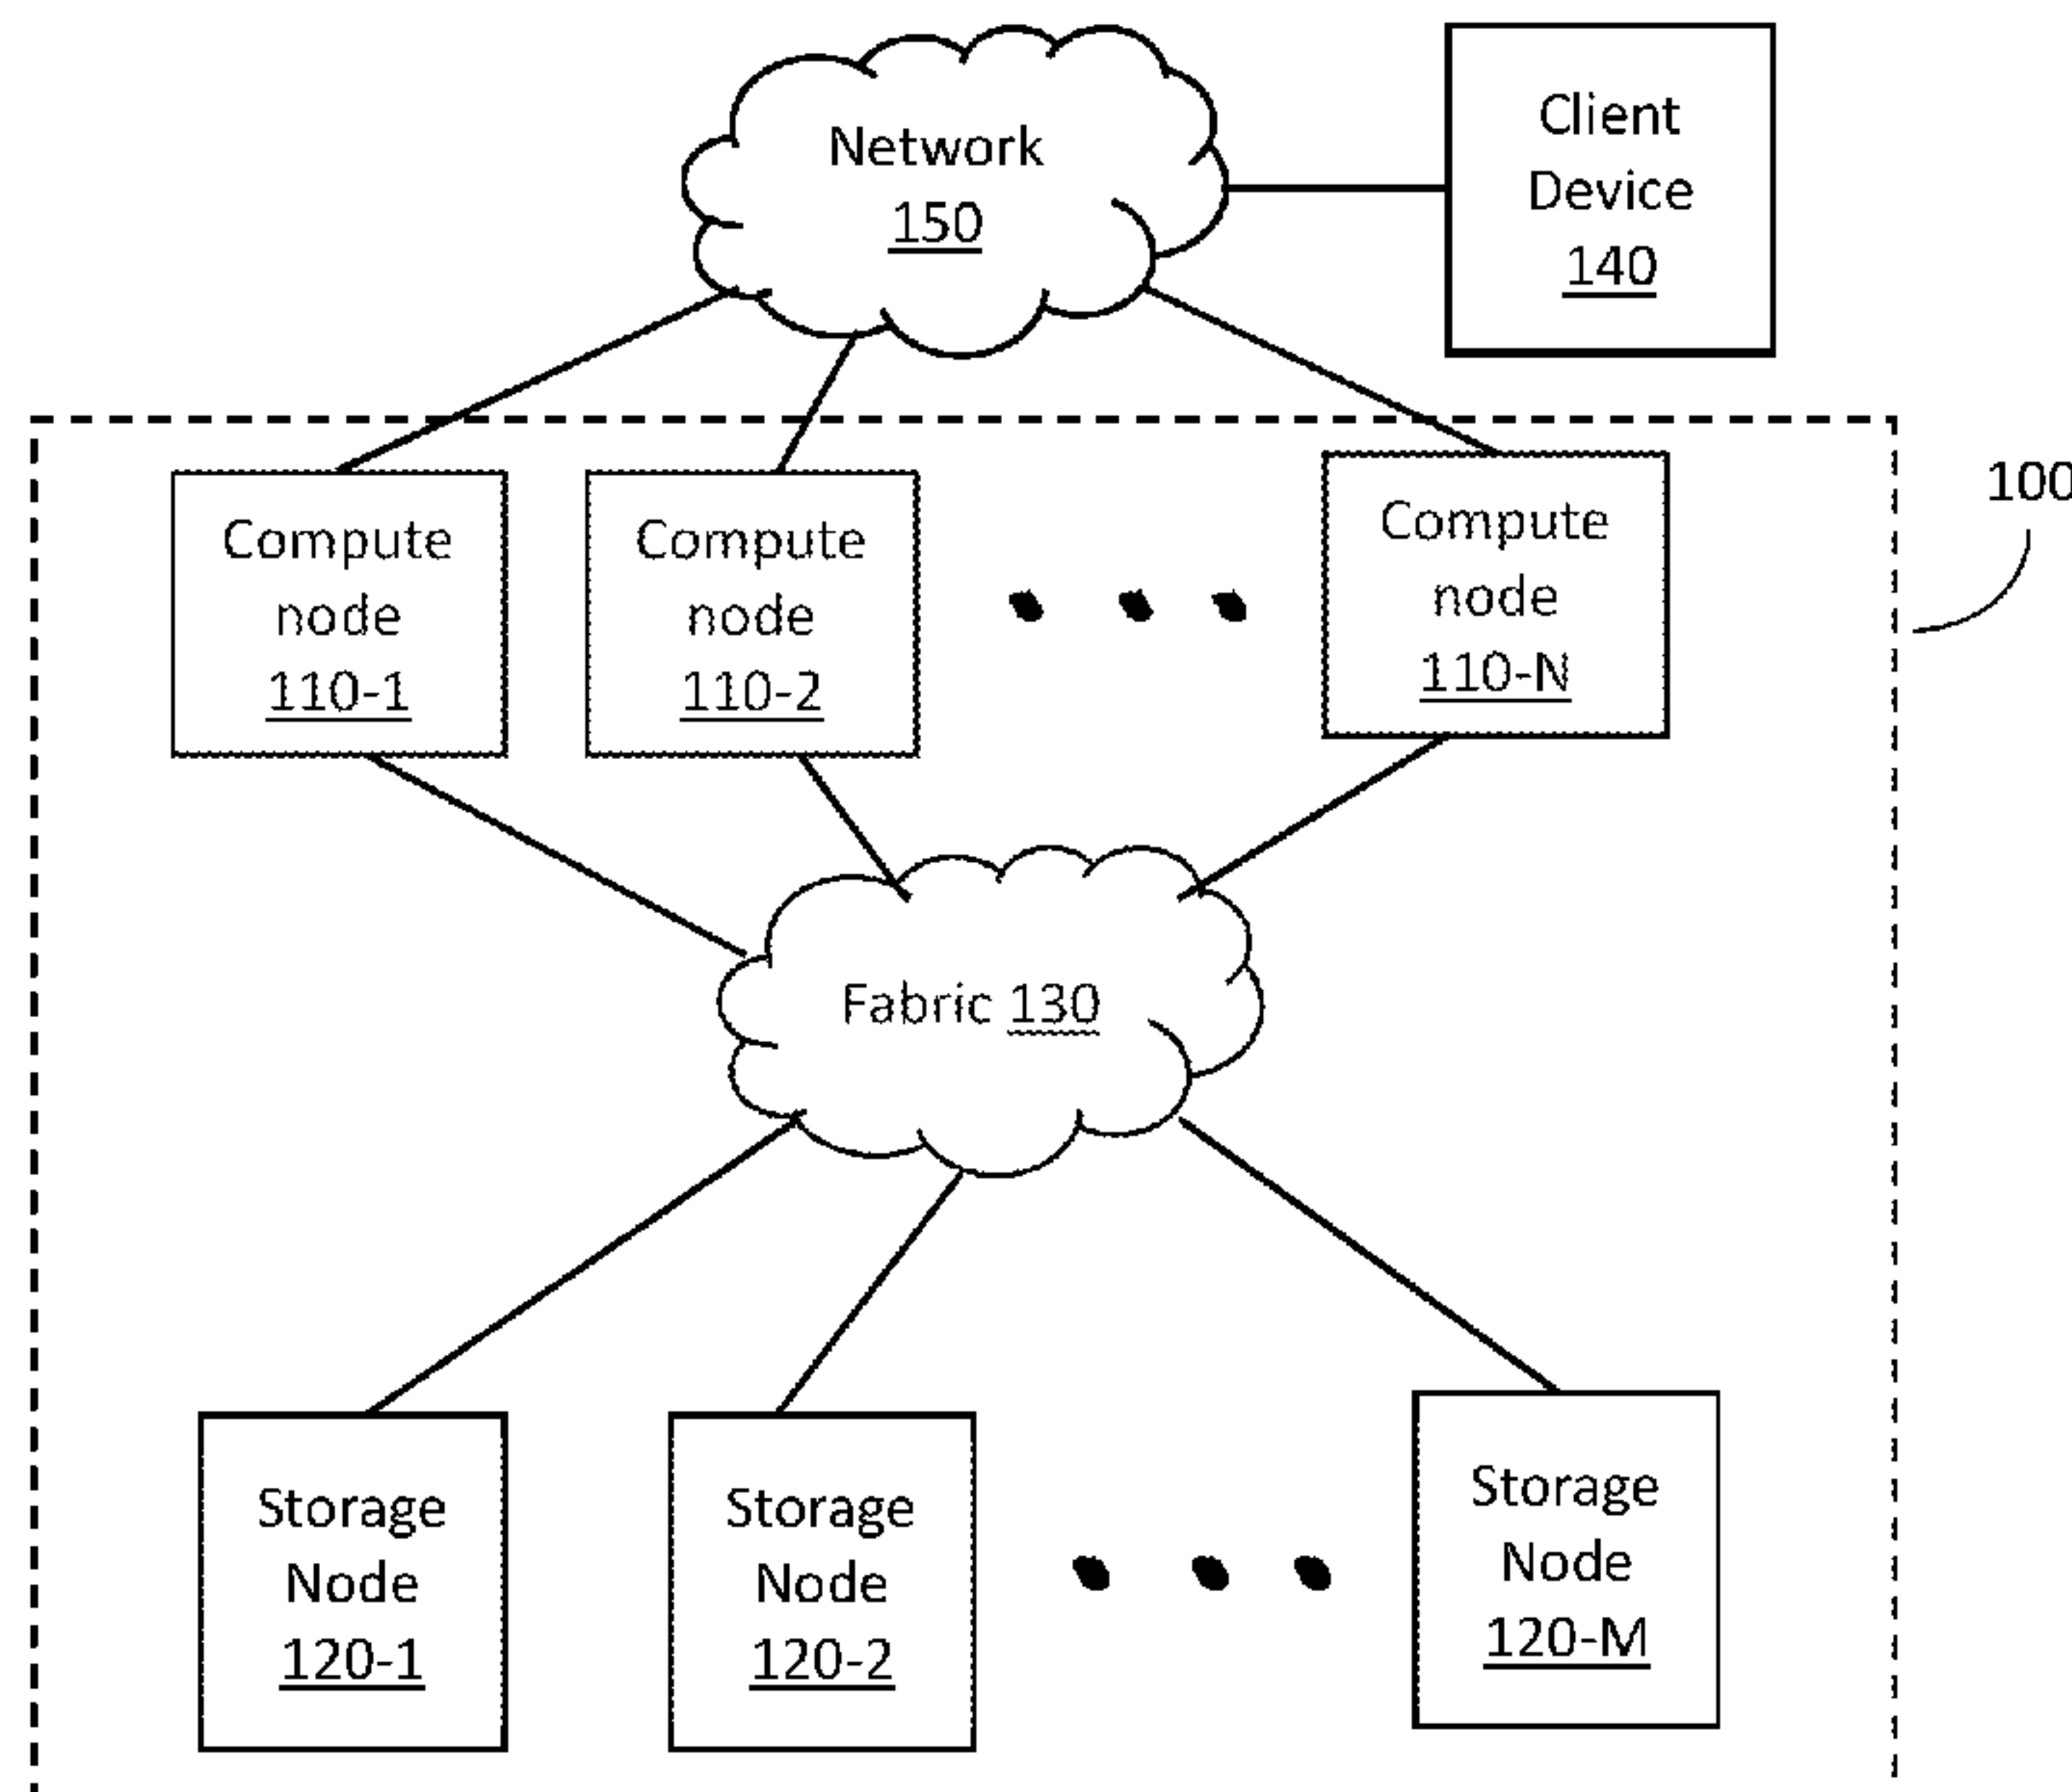 Network
150
Client
Device
140
100
Compute
node
110-1
Compute
node
110-2
Compute
node
110-N
Fabric 130
Storage
Node
120-1
Storage
Node
120-2
Storage
Node
120-M